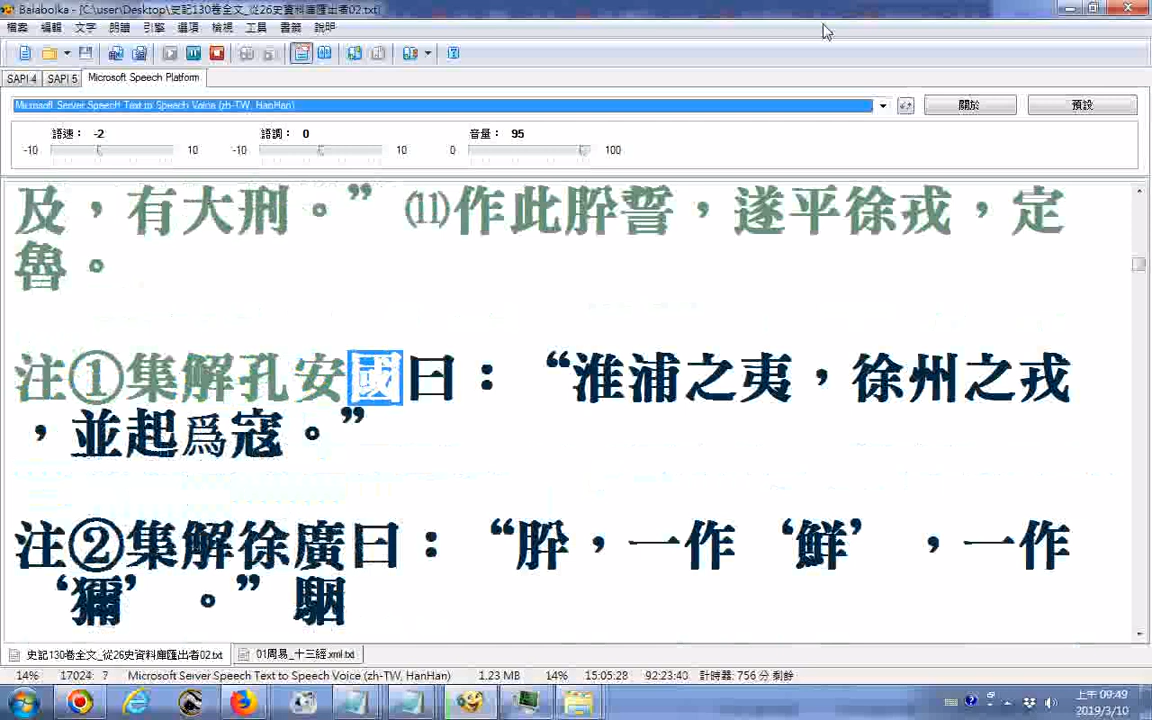 Balabolka - [C:\user\Desktop\史記130卷全文_從26史資料庫匯出者02.txt]
檔案 編輯 文字 朗讀 引擎 選項 檢視 工具 書籤 說明
SAPI 4 SAPI 5 Microsoft Speech Platform
Microsoft Server Speech Text to Speech Voice (zh-TW, HanHan)
關於 預設
語速： -2 語調： 0 音量： 95
-10 10 -10 10 0 100
及，有大刑。”⑾作此肸誓，遂平徐戎，定
魯。
注①集解孔安國曰：“淮浦之夷，徐州之戎
，並起爲寇。”
注②集解徐廣曰：“肸，一作‘鮮’，一作
‘獮’。”駰
史記130卷全文_從26史資料庫匯出者02.txt 01周易_十三經.xml.txt
14% 17024: 7 Microsoft Server Speech Text to Speech Voice (zh-TW, HanHan) 1.23 MB 14% 15:05:28 92:23:40 計時器: 756 分 剩餘
上午 09:49
2019/3/10